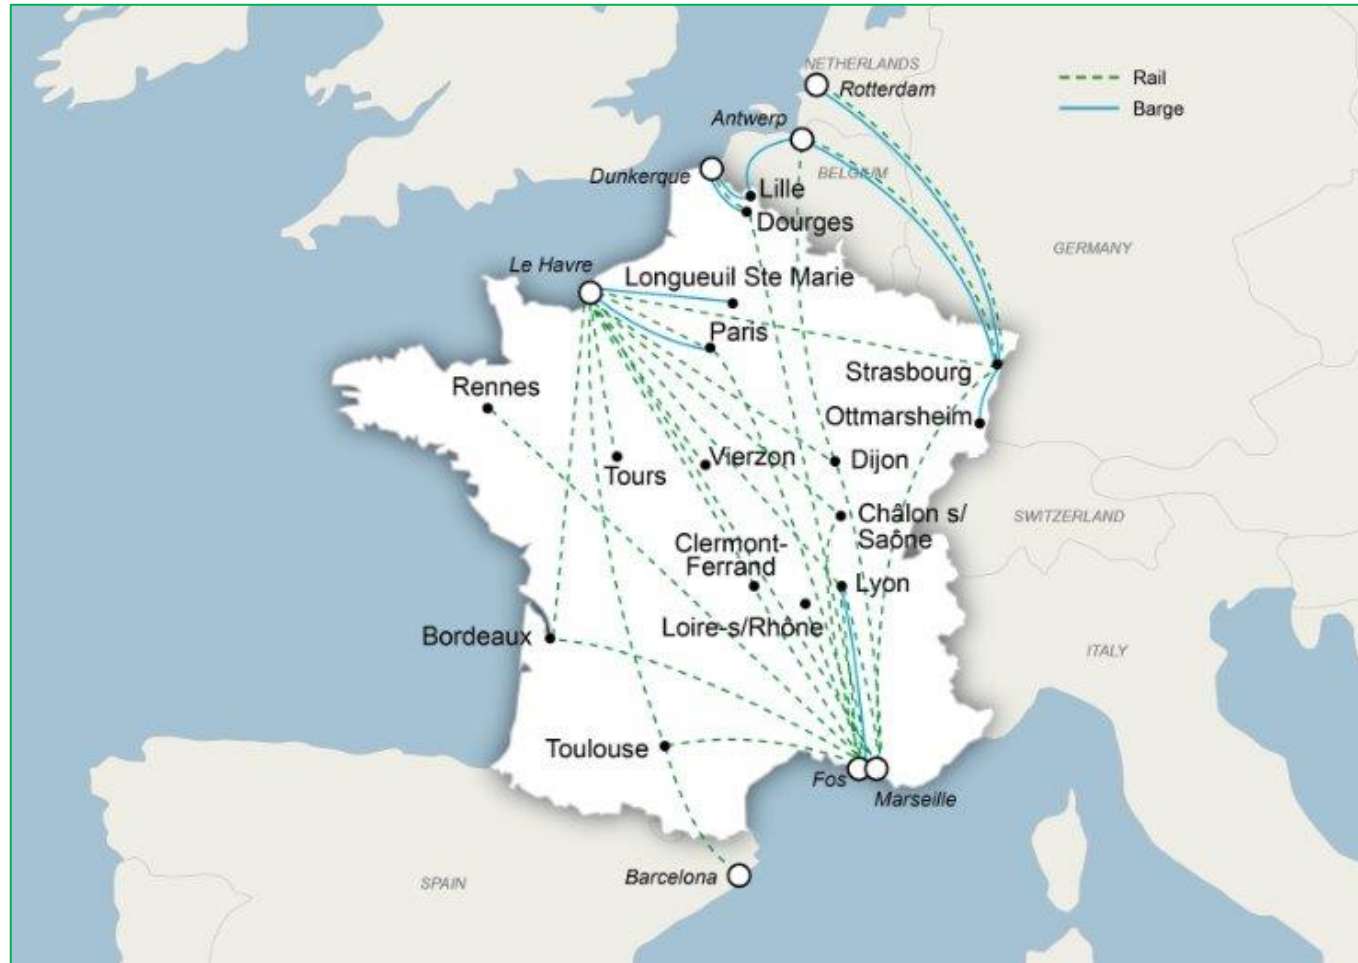 NETHERLANDS
Rotterdam
Rail
Barge
Antwerp
BELGIUM
Dunkerque
Lille
Dourges
GERMANY
Le Havre
Longueuil Ste Marie
Paris
Strasbourg
Rennes
Ottmarsheim
Vierzon
Dijon
Tours
Châlon s/
Saône
SWITZERLAND
Clermont-
Ferrand
Lyon
Loire-s/Rhône
Bordeaux
ITALY
Toulouse
Fos
Marseille
Barcelona
SPAIN